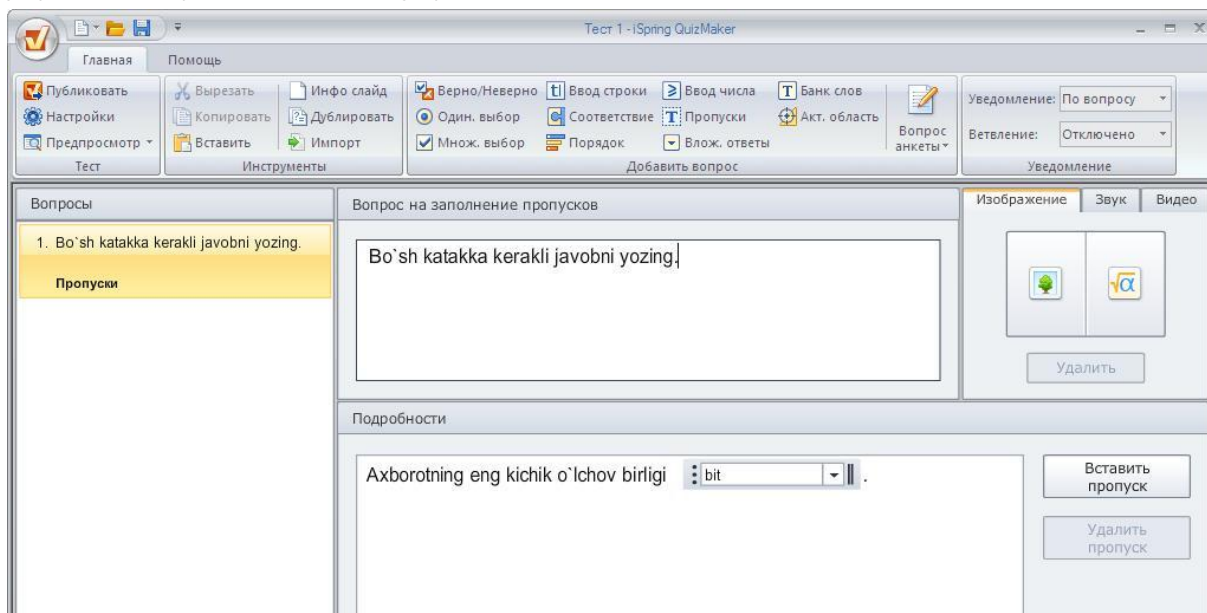 Тест 1 - iSpring QuizMaker
Главная Помощь
Публиковать Вырезать Инфо слайд Верно/Неверно Ввод строки Ввод числа Банк слов Уведомление: По вопросу
Настройки Копировать Дублировать Один. выбор Соответствие Пропуски Акт. область Вопрос анкеты Ветвление: Отключено
Предпросмотр Вставить Импорт Множ. выбор Порядок Влож. ответы
Тест Инструменты Добавить вопрос Уведомление
Вопросы Вопрос на заполнение пропусков Изображение Звук Видео
1. Bo`sh katakka kerakli javobni yozing. Bo`sh katakka kerakli javobni yozing.
Пропуски
Удалить
Подробности
Axborotning eng kichik o`lchov birligi bit .
Вставить
пропуск
Удалить
пропуск